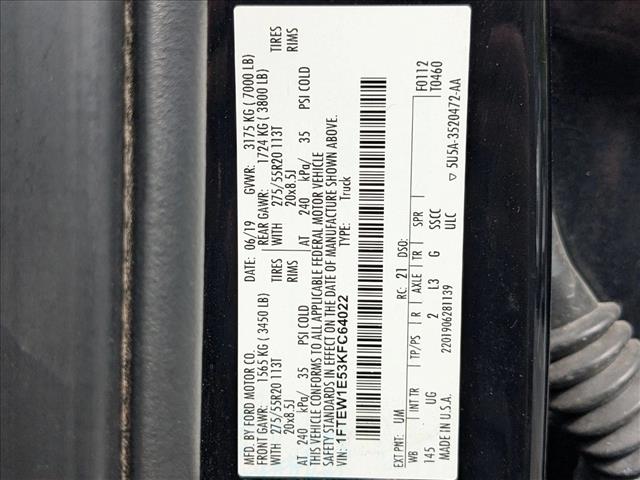 MFD. BY FORD MOTOR CO.
DATE: 06/19 GVWR: 3175 KG ( 7000 LB)
FRONT GAWR: 1565 KG ( 3450 LB) REAR GAWR: 1724 KG ( 3800 LB)
WITH 275/55R20 113T TIRES WITH 275/55R20 113T TIRES
20x8.5J RIMS 20x8.5J RIMS
AT 240 kPa/ 35 PSI COLD AT 240 kPa/ 35 PSI COLD
THIS VEHICLE CONFORMS TO ALL APPLICABLE FEDERAL MOTOR VEHICLE
STANDARDS IN EFFECT ON THE DATE OF MANUFACTURE SHOWN ABOVE.
VIN: 1FTEW1E53KFC64022 TYPE: Truck
F0112
T0460
EXT PNT: UM RC: 21 DSO:
WB INT TR TP/PS R AXLE TR SPR
145 UG 2 L3 G SSCC
MADE IN U.S.A. 2201906281139 ULC
▽ 5U5A-3520472-AA